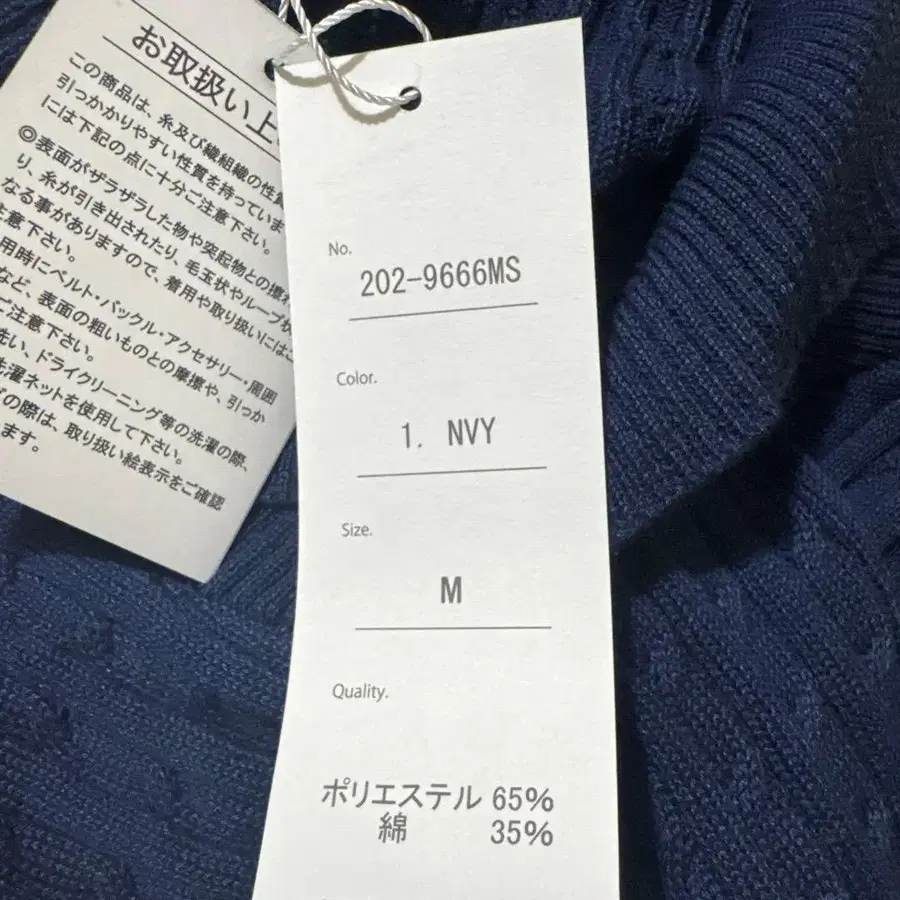 お取扱い上
この商品は、糸及び織組織の性
引っかかりやすい性質を持っていま
には下記の点に十分ご注意下さい。
◎表面がザラザラした物や突起物との擦れ
り、糸が引き出されたり、毛玉状やループ状
なる事がありますので、着用や取り扱いにはご
注意下さい。
用時にベルト・バックル・アクセサリー・周囲
など、表面の粗いものとの摩擦や、引っか
ご注意下さい。
洗い、ドライクリーニング等の洗濯の際、
洗濯ネットを使用して下さい。
の際は、取り扱い絵表示をご確認
ます。
No.
202-9666MS
Color.
1. NVY
Size.
M
Quality.
ポリエステル 65%
綿 35%